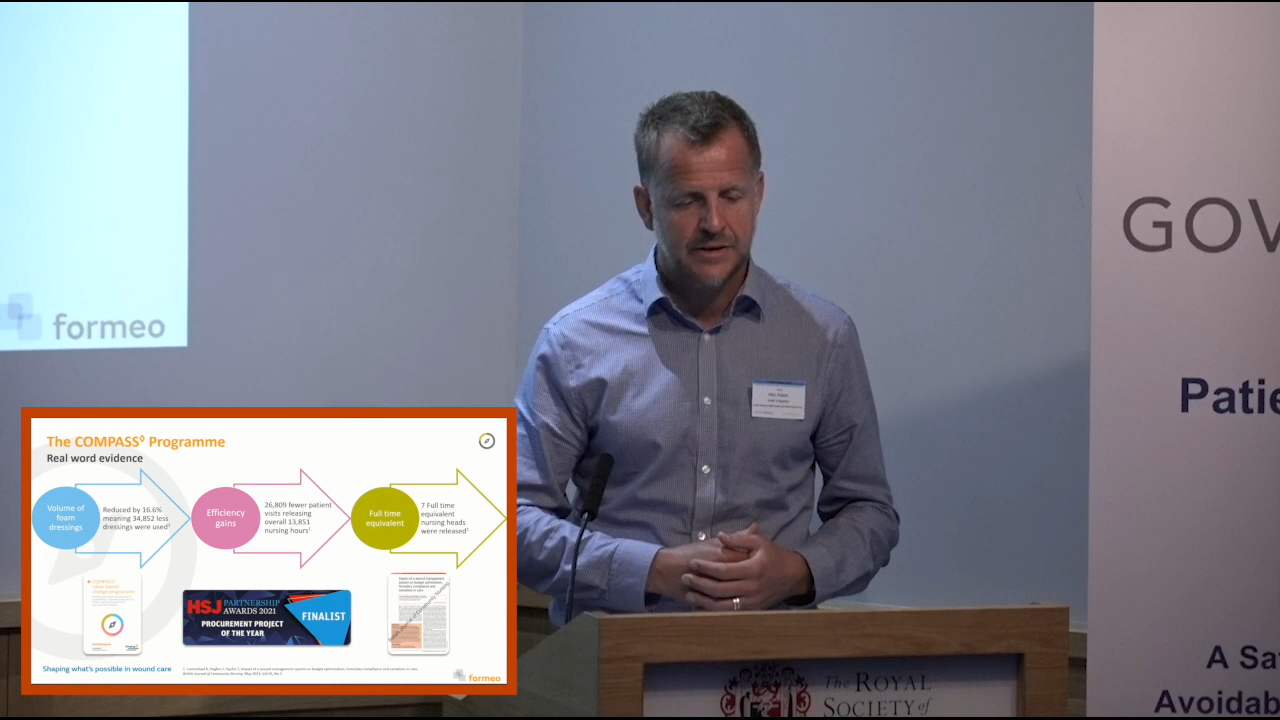 formeo
GOV
Patie
A Sa
Avoidab
The ROYAL
SOCIETY of
The COMPASS◊ Programme
Real word evidence
Volume of
foam
dressings
Reduced by 16.6%
meaning 34,852 less
dressings were used¹
Efficiency
gains
26,809 fewer patient
visits releasing
overall 13,851
nursing hours¹
Full time
equivalent
7 Full time
equivalent
nursing heads
were released¹
HSJ PARTNERSHIP
AWARDS 2021
PROCUREMENT PROJECT
OF THE YEAR
FINALIST
Shaping what's possible in wound care
formeo